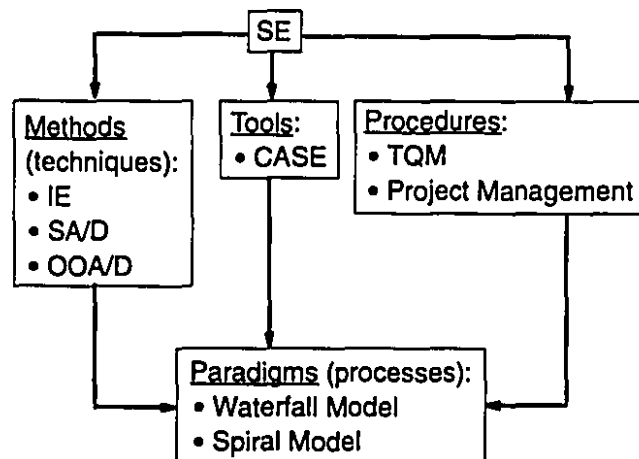 SE
Methods
(techniques):
• IE
• SA/D
• OOA/D
Tools:
• CASE
Procedures:
• TQM
• Project Management
Paradigms (processes):
• Waterfall Model
• Spiral Model